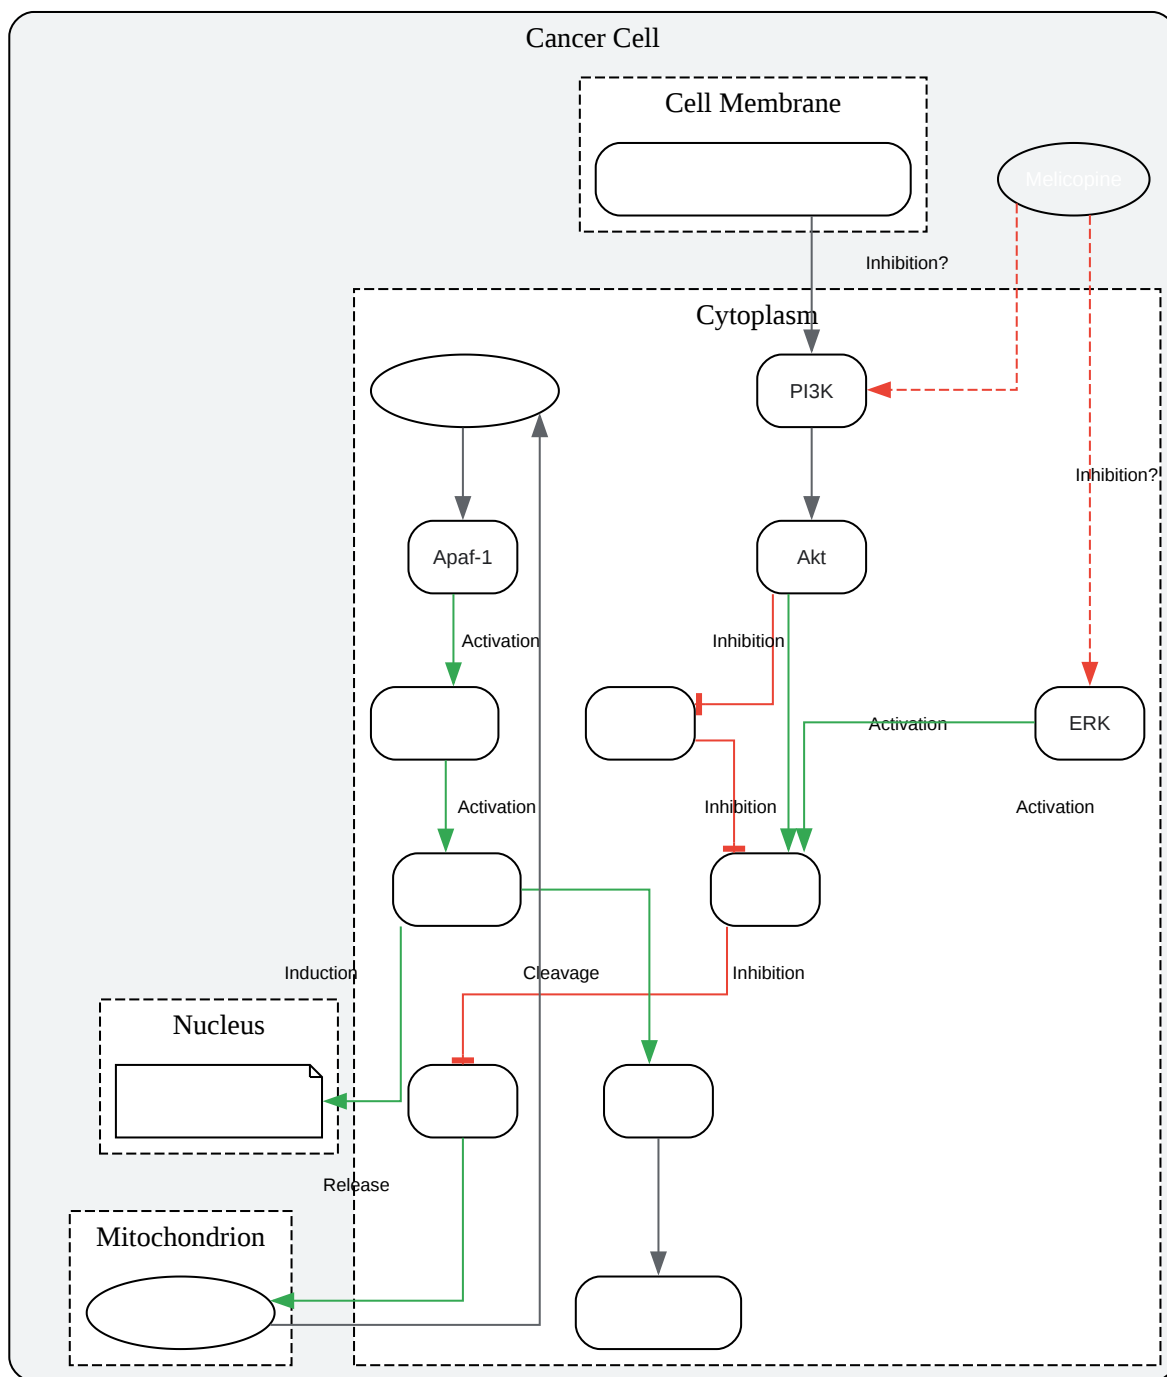 Cancer Cell
Cell Membrane
Melicopine
Inhibition?
Cytoplasm
PI3K
Inhibition?
Apaf-1
Akt
Activation
Inhibition
Activation
ERK
Activation
Inhibition
Activation
Induction
Cleavage
Inhibition
Nucleus
Release
Mitochondrion